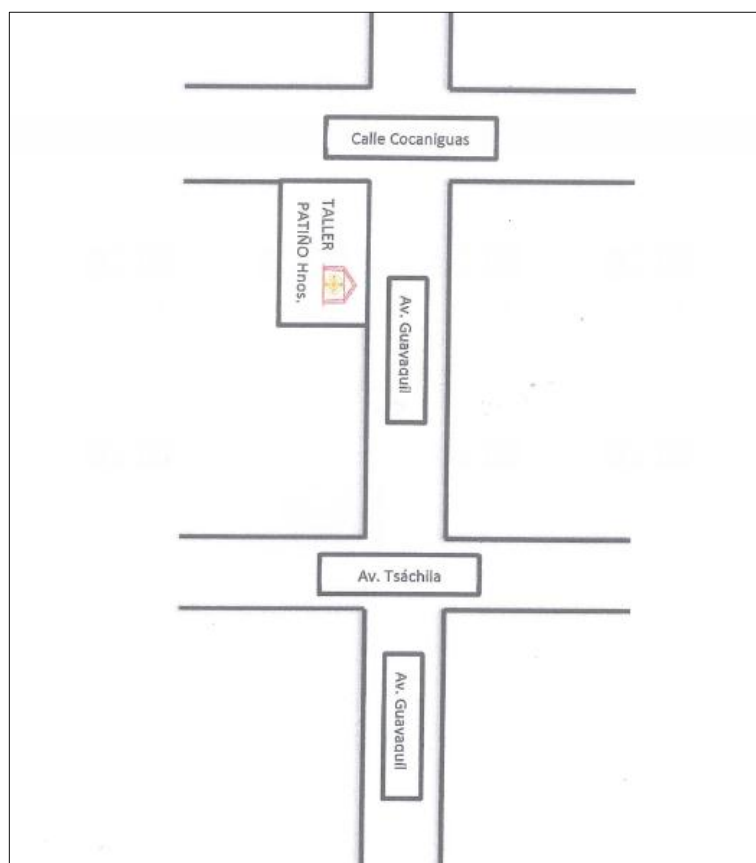 Calle Cocaniguas
TALLER
PATIÑO Hnos.
Av. Guayaquil
Av. Tsáchila
Av. Guayaquil